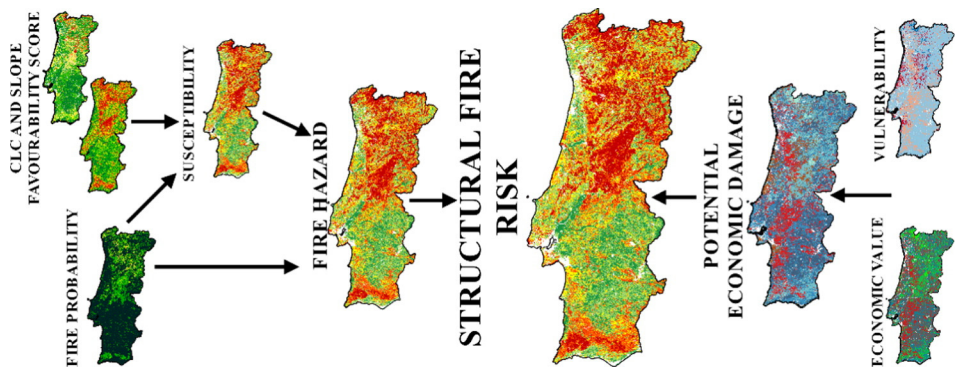 CLC AND SLOPE
FAVOURABILITY SCORE
SUSCEPTIBILITY
FIRE PROBABILITY
FIRE HAZARD
STRUCTURAL FIRE
RISK
POTENTIAL
ECONOMIC DAMAGE
VULNERABILITY
ECONOMIC VALUE